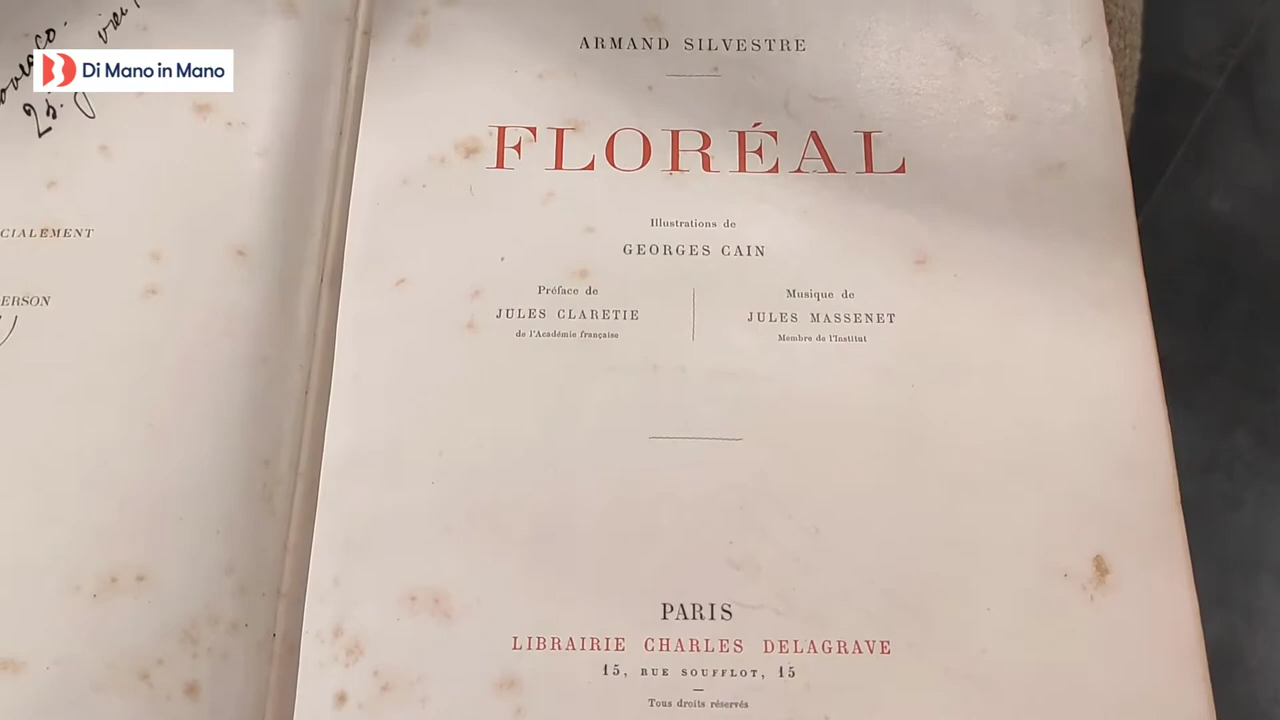 Di Mano in Mano
25.
CIALEMENT
ERSON
ARMAND SILVESTRE
FLORÉAL
Illustrations de
GEORGES CAIN
Préface de
JULES CLARETIE
de l'Académie française
Musique de
JULES MASSENET
Membre de l'Institut
PARIS
LIBRAIRIE CHARLES DELAGRAVE
15, RUE SOUFFLOT, 15
Tous droits réservés